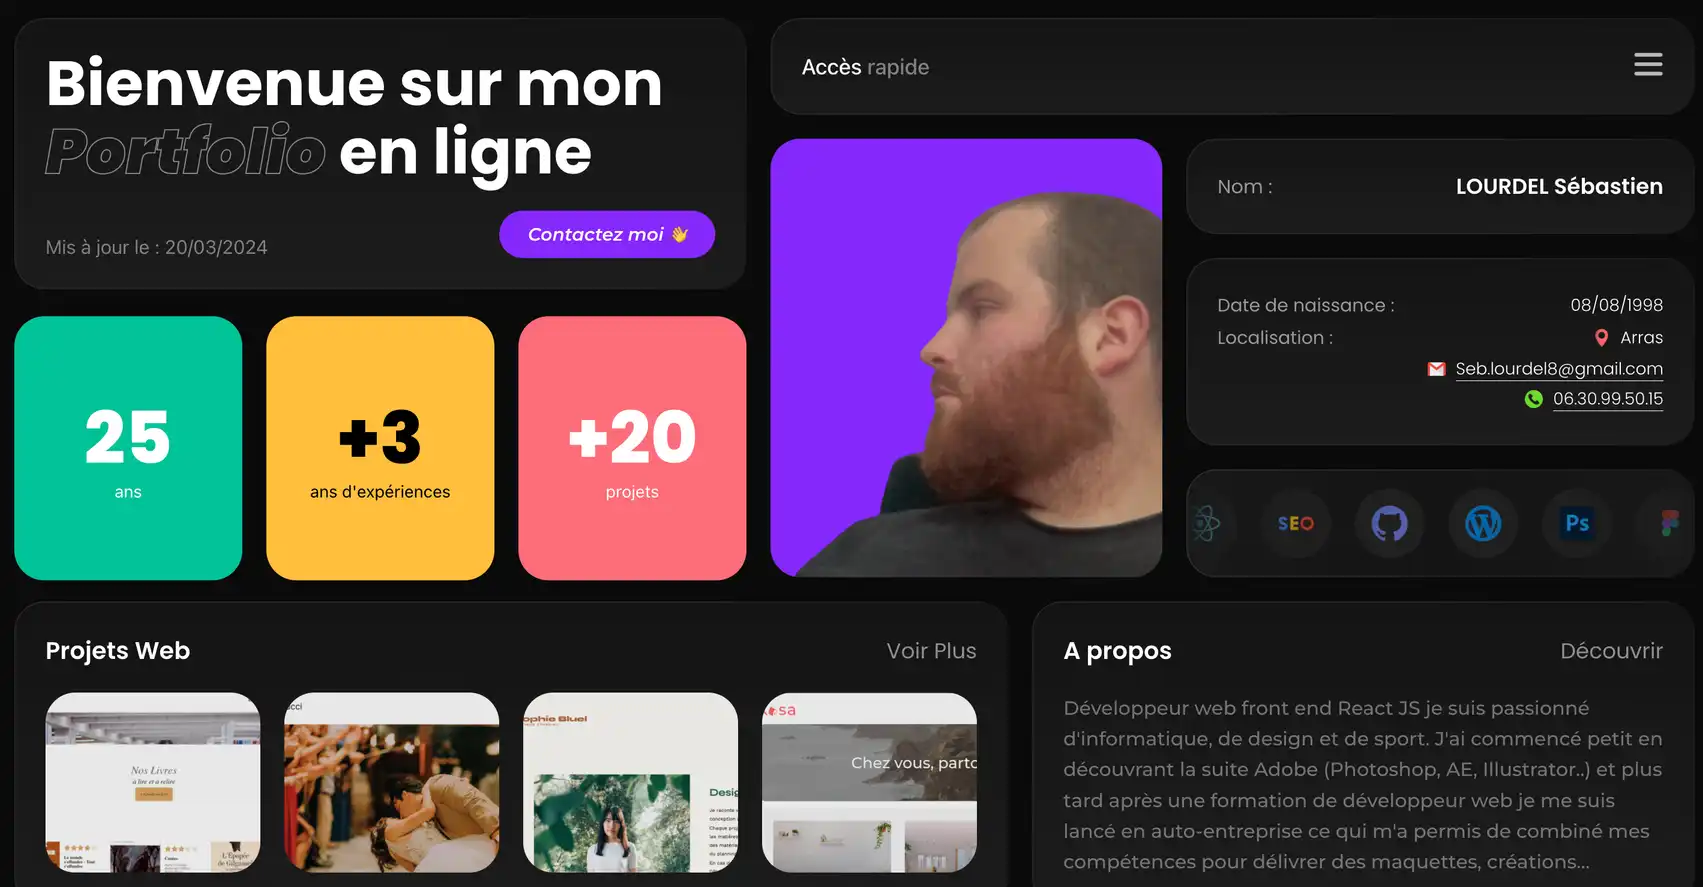 Bienvenue sur mon
Portfolio en ligne
Mis à jour le : 20/03/2024
Contactez moi 👋
Accès rapide
25
ans
+3
ans d'expériences
+20
projets
Nom :
LOURDEL Sébastien
Date de naissance :
08/08/1998
Localisation :
Arras
Seb.lourdel8@gmail.com
06.30.99.50.15
SEO
Ps
Projets Web
Voir Plus
Nos Livres
à lire et à relire
ophie Bluel
Desig
sa
Chez vous, partc
A propos
Découvrir
Développeur web front end React JS je suis passionné
d'informatique, de design et de sport. J'ai commencé petit en
découvrant la suite Adobe (Photoshop, AE, Illustrator..) et plus
tard après une formation de développeur web je me suis
lancé en auto-entreprise ce qui m'a permis de combiné mes
compétences pour délivrer des maquettes, créations...